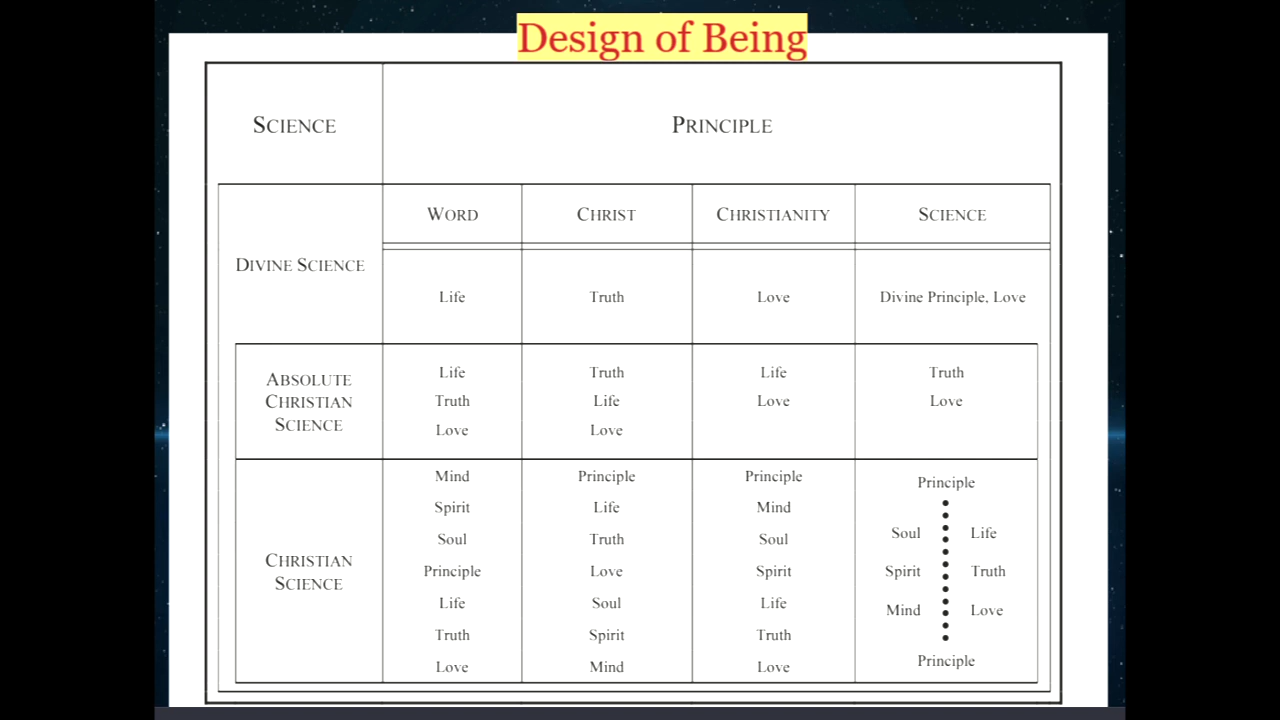 Design of Being
SCIENCE
PRINCIPLE
DIVINE SCIENCE
WORD
CHRIST
CHRISTIANITY
SCIENCE
Life
Truth
Love
Divine Principle, Love
ABSOLUTE
CHRISTIAN
SCIENCE
Life
Truth
Love
Truth
Life
Love
Life
Love
Truth
Love
CHRISTIAN
SCIENCE
Mind
Spirit
Soul
Principle
Life
Truth
Love
Principle
Life
Truth
Love
Soul
Spirit
Mind
Principle
Mind
Soul
Spirit
Life
Truth
Love
Principle
Soul Life
Spirit Truth
Mind Love
Principle